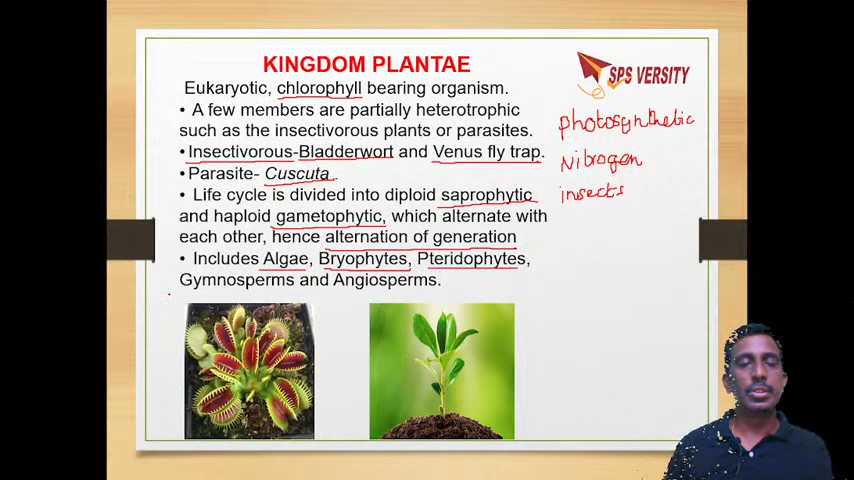 KINGDOM PLANTAE
SPS VERSITY
Eukaryotic, chlorophyll bearing organism.
• A few members are partially heterotrophic
such as the insectivorous plants or parasites.
• Insectivorous-Bladderwort and Venus fly trap.
• Parasite- Cuscuta.
• Life cycle is divided into diploid saprophytic
and haploid gametophytic, which alternate with
each other, hence alternation of generation
• Includes Algae, Bryophytes, Pteridophytes,
Gymnosperms and Angiosperms.
photosynthetic
Nitrogen
insects